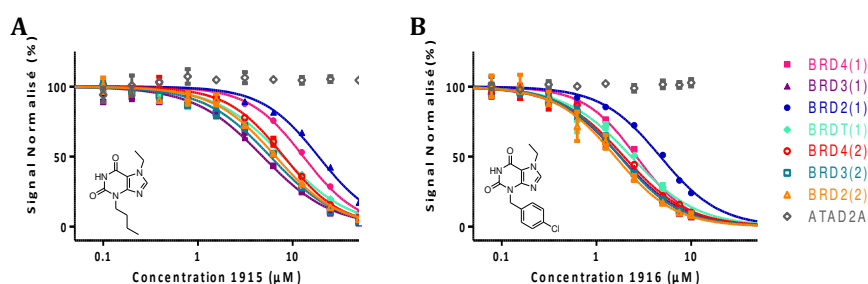 A
Signal Normalisé (%)
100
50
0
0.1
1
10
Concentration 1915 (µM)
O
HN
O
N
N
N
B
Signal Normalisé (%)
100
50
0
0.1
1
10
Concentration 1916 (µM)
O
HN
O
N
N
N
Cl
BRD4(1)
BRD3(1)
BRD2(1)
BRDT(1)
BRD4(2)
BRD3(2)
BRD2(2)
ATAD2A